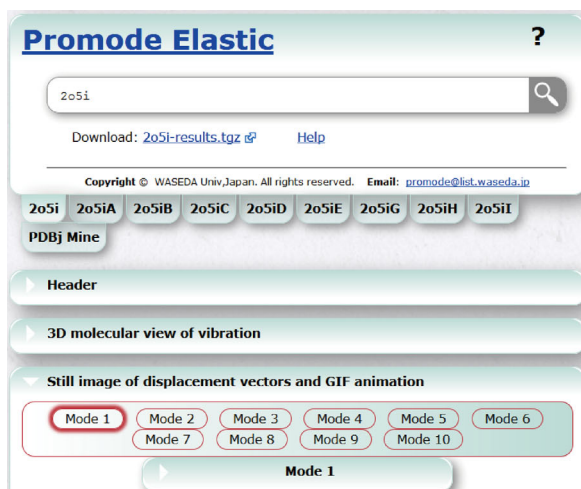 Promode Elastic
?
2o5i
Download: 2o5i-results.tgz Help
Copyright © WASEDA Univ,Japan. All rights reserved. Email: promode@list.waseda.jp
2o5i 2o5iA 2o5iB 2o5iC 2o5iD 2o5iE 2o5iG 2o5iH 2o5iI
PDBj Mine
Header
3D molecular view of vibration
Still image of displacement vectors and GIF animation
Mode 1 Mode 2 Mode 3 Mode 4 Mode 5 Mode 6
Mode 7 Mode 8 Mode 9 Mode 10
Mode 1